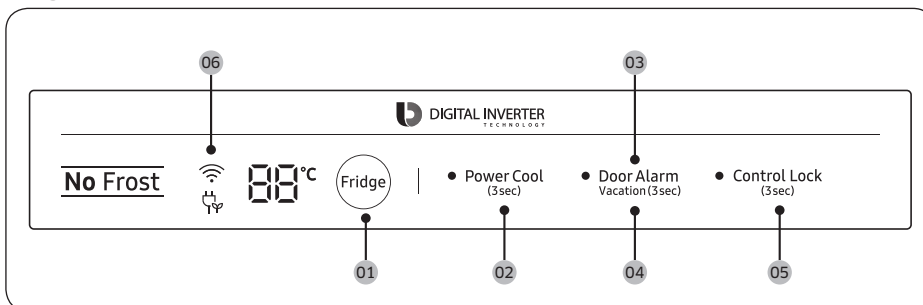 06
03
DIGITAL INVERTER
TECHNOLOGY
No Frost
88°C
Fridge
Power Cool
(3sec)
Door Alarm
Vacation(3sec)
Control Lock
(3sec)
01
02
04
05